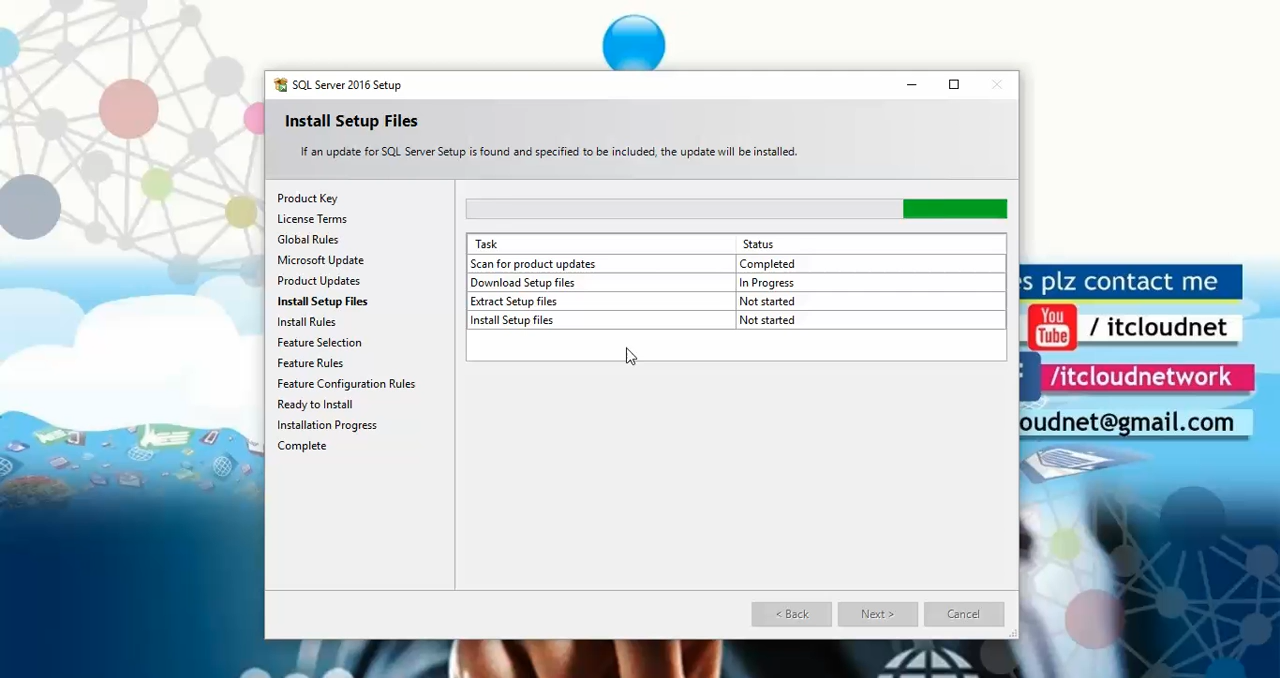 SQL Server 2016 Setup
Install Setup Files
If an update for SQL Server Setup is found and specified to be included, the update will be installed.
Product Key
License Terms
Global Rules
Microsoft Update
Product Updates
Install Setup Files
Install Rules
Feature Selection
Feature Rules
Feature Configuration Rules
Ready to Install
Installation Progress
Complete
Task Status
Scan for product updates Completed
Download Setup files In Progress
Extract Setup files Not started
Install Setup files Not started
< Back Next > Cancel
plz contact me
You Tube / itcloudnet
/itcloudnetwork
oudnet@gmail.com